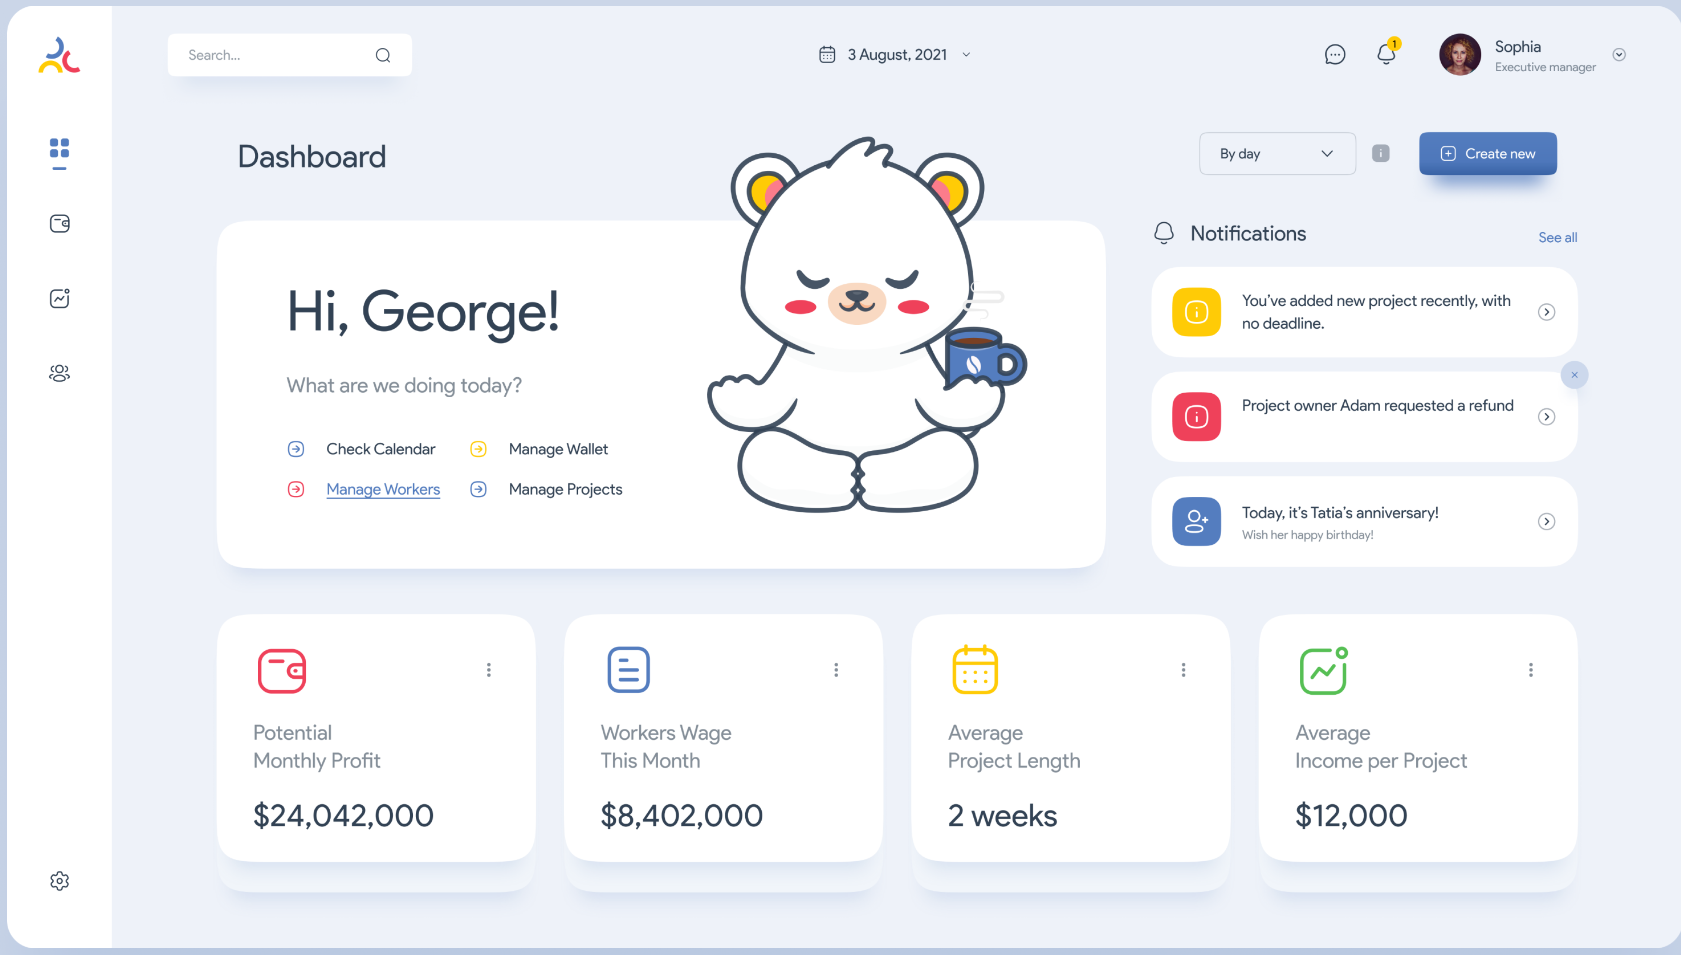 Search...
3 August, 2021
1
Sophia
Executive manager
Dashboard
By day
i
Create new
Hi, George!
What are we doing today?
Check Calendar
Manage Wallet
Manage Workers
Manage Projects
Notifications
See all
You’ve added new project recently, with
no deadline.
Project owner Adam requested a refund
Today, it’s Tatia’s anniversary!
Wish her happy birthday!
Potential
Monthly Profit
$24,042,000
Workers Wage
This Month
$8,402,000
Average
Project Length
2 weeks
Average
Income per Project
$12,000